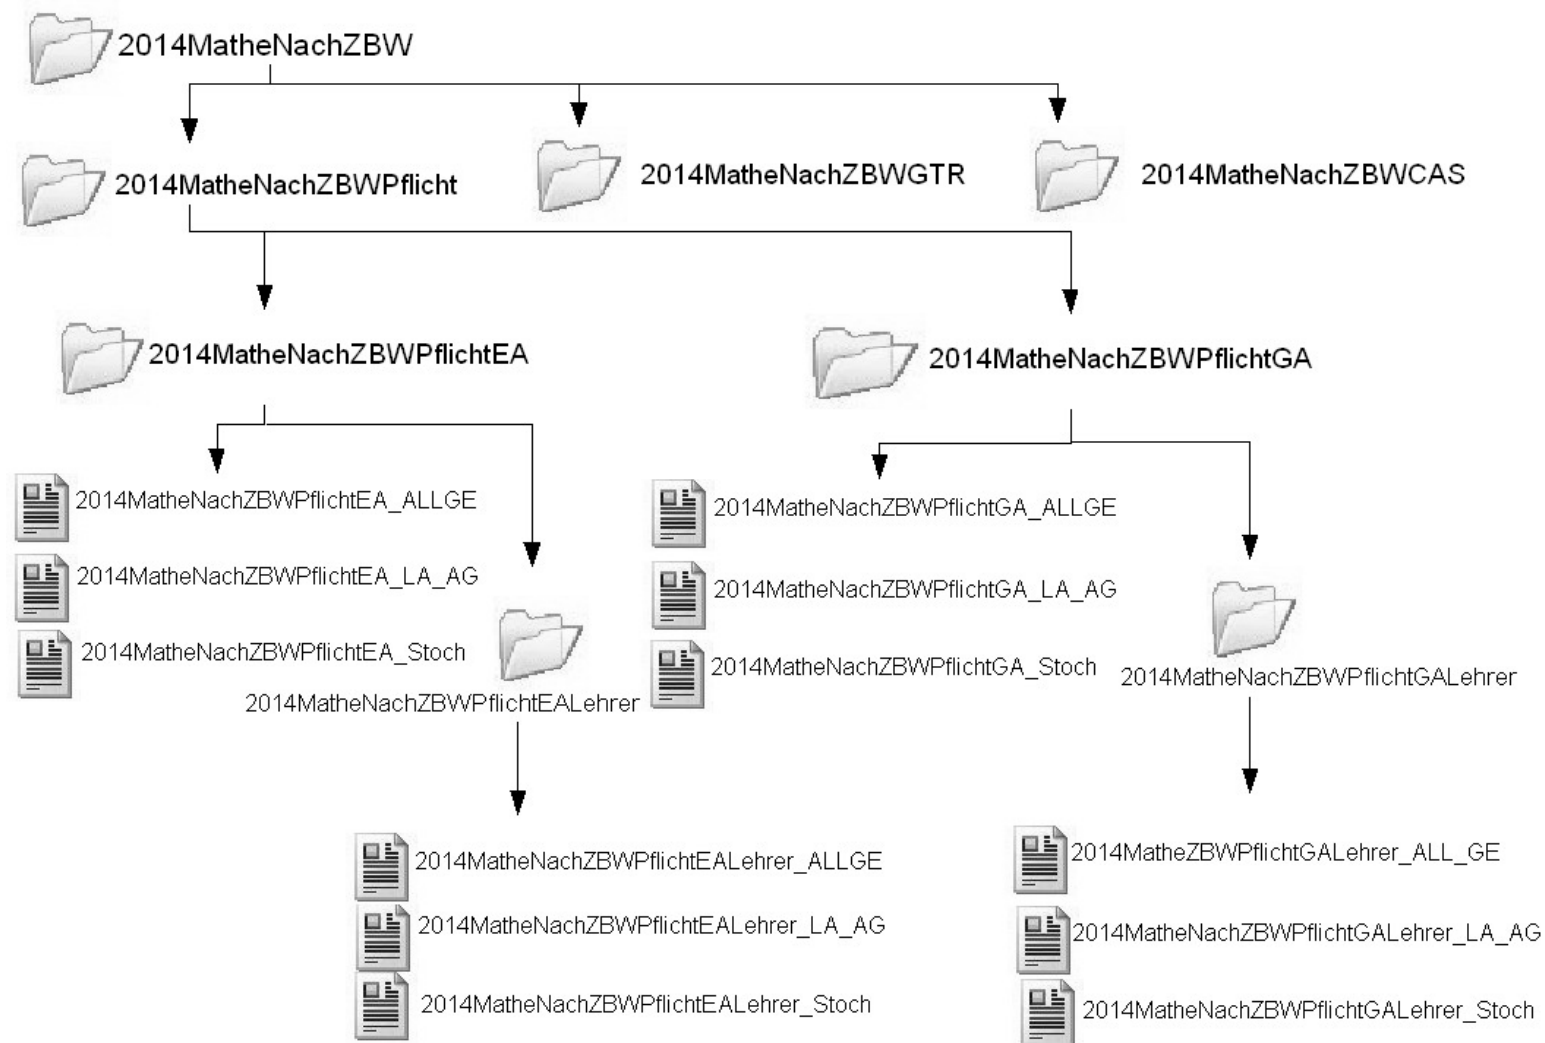 2014MatheNachZBW
2014MatheNachZBWPflicht
2014MatheNachZBWGTR
2014MatheNachZBWCAS
2014MatheNachZBWPflichtEA
2014MatheNachZBWPflichtGA
2014MatheNachZBWPflichtEA_ALLGE
2014MatheNachZBWPflichtEA_LA_AG
2014MatheNachZBWPflichtEA_Stoch
2014MatheNachZBWPflichtEALehrer
2014MatheNachZBWPflichtGA_ALLGE
2014MatheNachZBWPflichtGA_LA_AG
2014MatheNachZBWPflichtGA_Stoch
2014MatheNachZBWPflichtGALehrer
2014MatheNachZBWPflichtEALehrer_ALLGE
2014MatheNachZBWPflichtEALehrer_LA_AG
2014MatheNachZBWPflichtEALehrer_Stoch
2014MatheZBWPflichtGALehrer_ALL_GE
2014MatheNachZBWPflichtGALehrer_LA_AG
2014MatheNachZBWPflichtGALehrer_Stoch